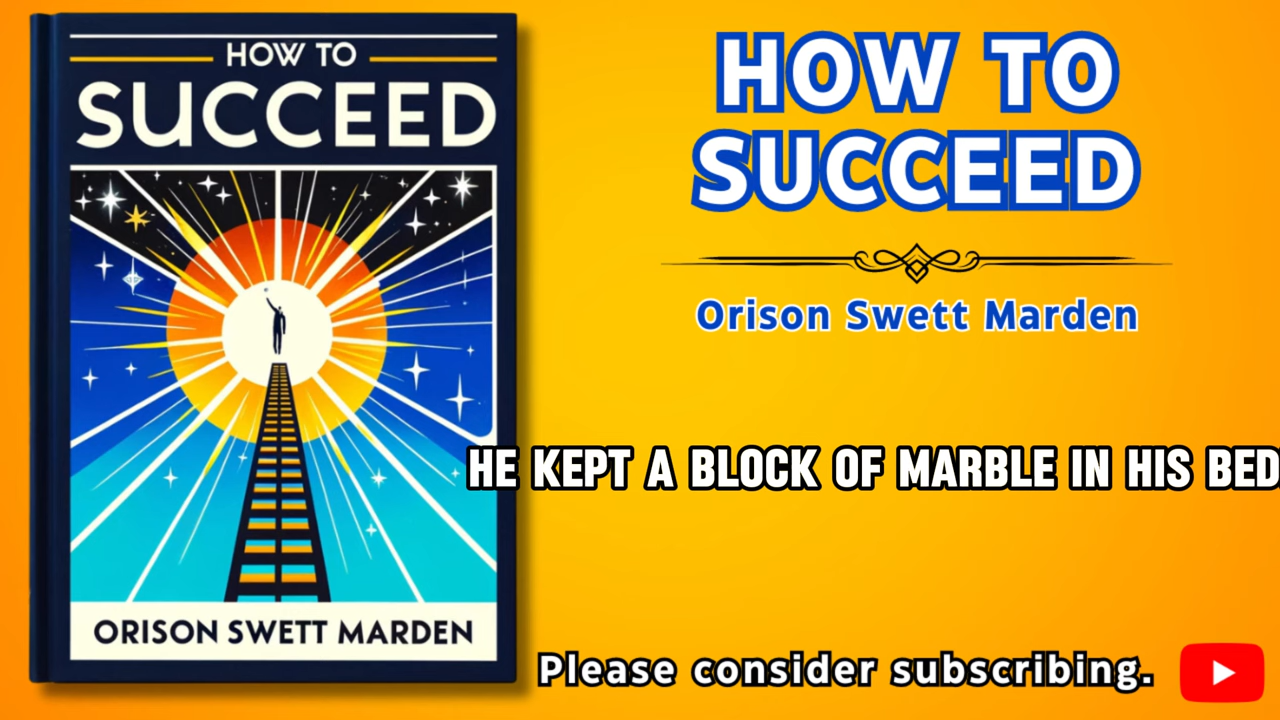 HOW TO
SUCCEED
ORISON SWETT MARDEN
HOW TO
SUCCEED
Orison Swett Marden
HE KEPT A BLOCK OF MARBLE IN HIS BED
Please consider subscribing.